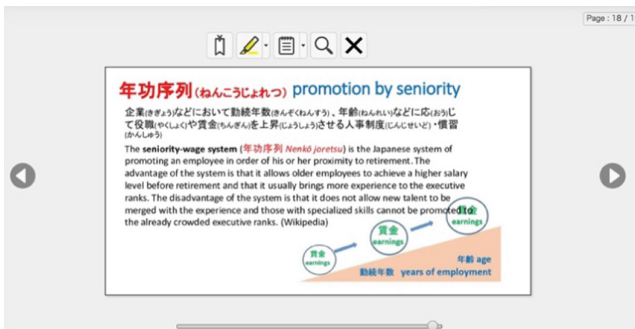 Page : 18 / 1
年功序列(ねんこうじょれつ) promotion by seniority
企業(きぎょう)などにおいて勤続年数(きんぞくねんすう)、年齢(ねんれい)などに応(おう)じ
て役職(やくしょく)や賃金(ちんぎん)を上昇(じょうしょう)させる人事制度(じんじせいど)・慣習
(かんしゅう)
The seniority-wage system (年功序列 Nenkō joretsu) is the Japanese system of
promoting an employee in order of his or her proximity to retirement. The
advantage of the system is that it allows older employees to achieve a higher salary
level before retirement and that it usually brings more experience to the executive
ranks. The disadvantage of the system is that it does not allow new talent to be
merged with the experience and those with specialized skills cannot be promoted to
the already crowded executive ranks. (Wikipedia)
賃金
earnings
賃金
earnings
賃金
earnings
年齢 age
勤続年数 years of employment